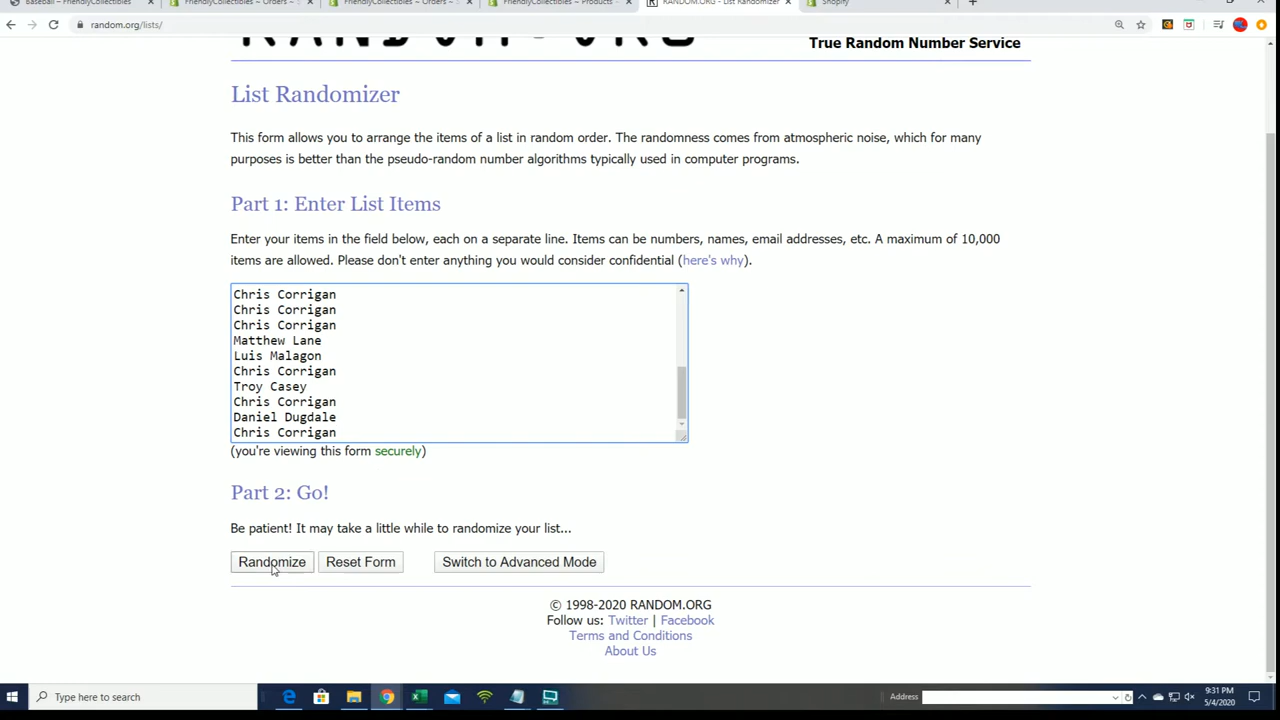 Baseball – FriendlyCollectibles
FriendlyCollectibles ~ Orders ~ S
FriendlyCollectibles ~ Orders ~ S
FriendlyCollectibles ~ Products ~
RANDOM.ORG - List Randomizer
Shopify
random.org/lists/
RANDOM.ORG
True Random Number Service
List Randomizer
This form allows you to arrange the items of a list in random order. The randomness comes from atmospheric noise, which for many
purposes is better than the pseudo-random number algorithms typically used in computer programs.
Part 1: Enter List Items
Enter your items in the field below, each on a separate line. Items can be numbers, names, email addresses, etc. A maximum of 10,000
items are allowed. Please don't enter anything you would consider confidential (here's why).
Chris Corrigan
Chris Corrigan
Chris Corrigan
Matthew Lane
Luis Malagon
Chris Corrigan
Troy Casey
Chris Corrigan
Daniel Dugdale
Chris Corrigan
(you're viewing this form securely)
Part 2: Go!
Be patient! It may take a little while to randomize your list...
Randomize Reset Form Switch to Advanced Mode
© 1998-2020 RANDOM.ORG
Follow us: Twitter | Facebook
Terms and Conditions
About Us
Type here to search
Address
9:31 PM
5/4/2020